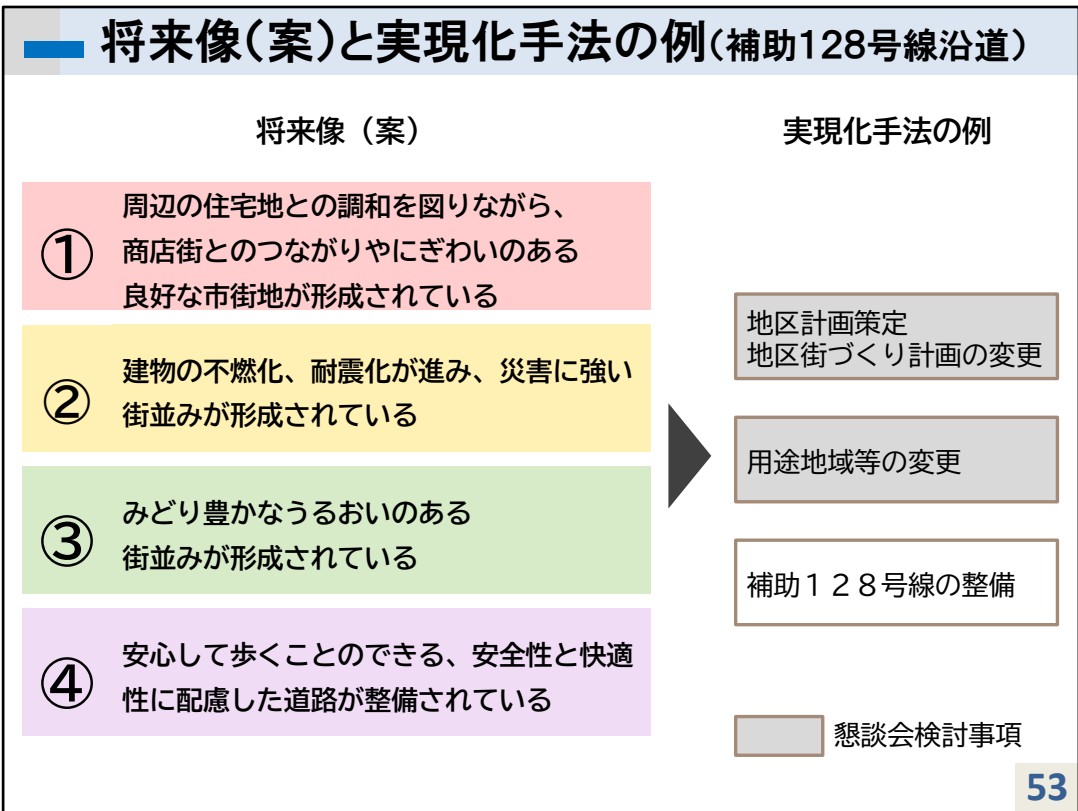 将来像（案）と実現化手法の例（補助128号線沿道）
将来像（案）
実現化手法の例
①
周辺の住宅地との調和を図りながら、
商店街とのつながりやにぎわいのある
良好な市街地が形成されている
②
建物の不燃化、耐震化が進み、災害に強い
街並みが形成されている
③
みどり豊かなうるおいのある
街並みが形成されている
④
安心して歩くことのできる、安全性と快適
性に配慮した道路が整備されている
地区計画策定
地区街づくり計画の変更
用途地域等の変更
補助１２８号線の整備
懇談会検討事項
53